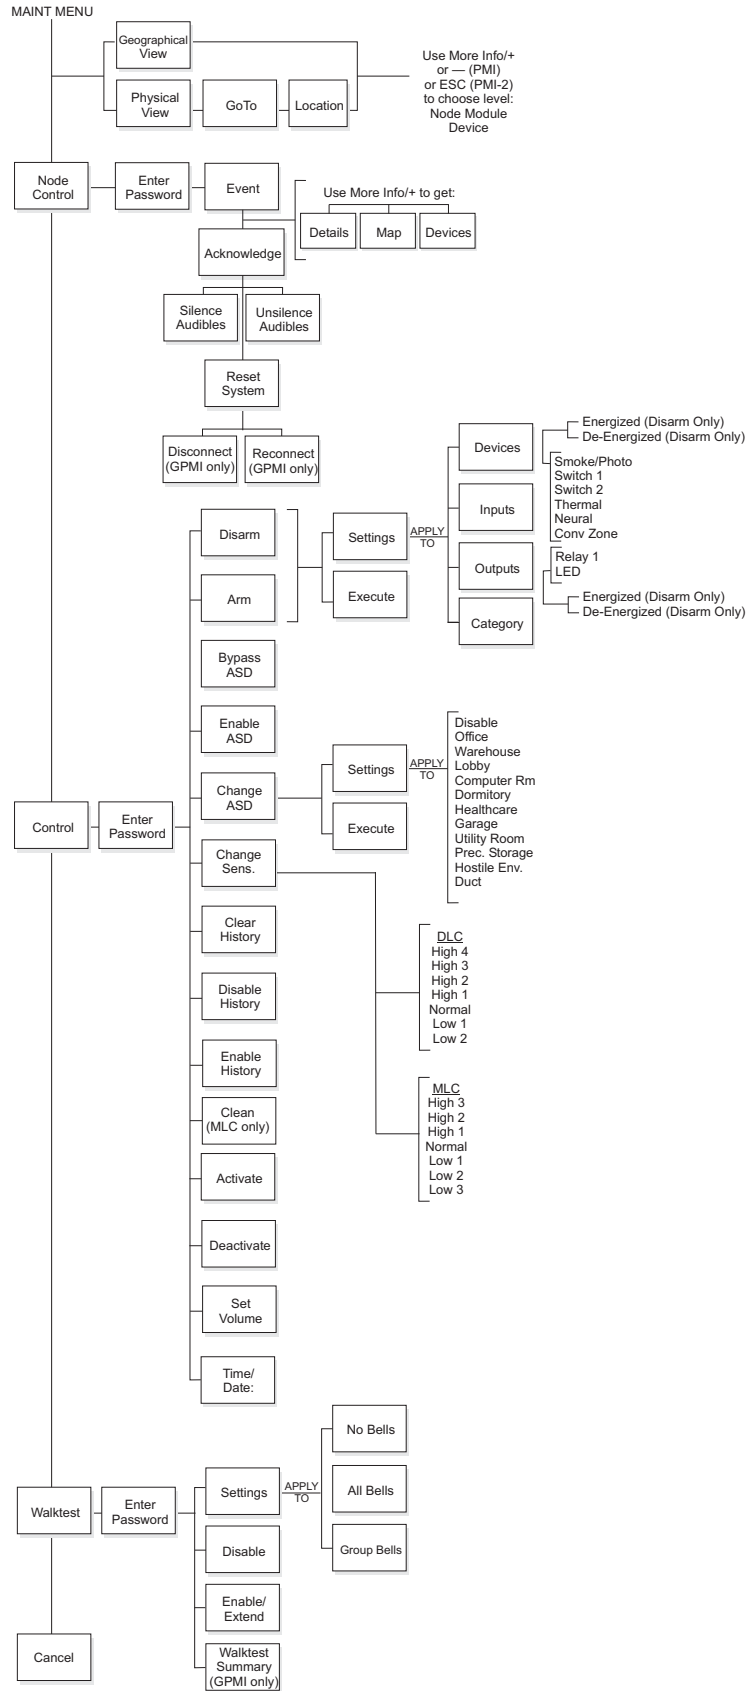 MAINT MENU
Geographical
View
Physical
View
GoTo
Location
Use More Info/+
or — (PMI)
or ESC (PMI-2)
to choose level:
Node Module
Device
Node
Control
Enter
Password
Event
Use More Info/+ to get:
Details
Map
Devices
Acknowledge
Silence
Audibles
Unsilence
Audibles
Reset
System
Disconnect
(GPMI only)
Reconnect
(GPMI only)
Control
Enter
Password
Disarm
Arm
Settings
Execute
APPLY
TO
Devices
Inputs
Outputs
Category
Energized (Disarm Only)
De-Energized (Disarm Only)
Smoke/Photo
Switch 1
Switch 2
Thermal
Neural
Conv Zone
Relay 1
LED
Energized (Disarm Only)
De-Energized (Disarm Only)
Bypass
ASD
Enable
ASD
Change
ASD
Settings
Execute
APPLY
TO
Disable
Office
Warehouse
Lobby
Computer Rm
Dormitory
Healthcare
Garage
Utility Room
Prec. Storage
Hostile Env.
Duct
Change
Sens.
DLC
High 4
High 3
High 2
High 1
Normal
Low 1
Low 2
MLC
High 3
High 2
High 1
Normal
Low 1
Low 2
Low 3
Clear
History
Disable
History
Enable
History
Clean
(MLC only)
Activate
Deactivate
Set
Volume
Time/
Date:
Walktest
Enter
Password
Settings
APPLY
TO
No Bells
All Bells
Group Bells
Disable
Enable/
Extend
Walktest
Summary
(GPMI only)
Cancel